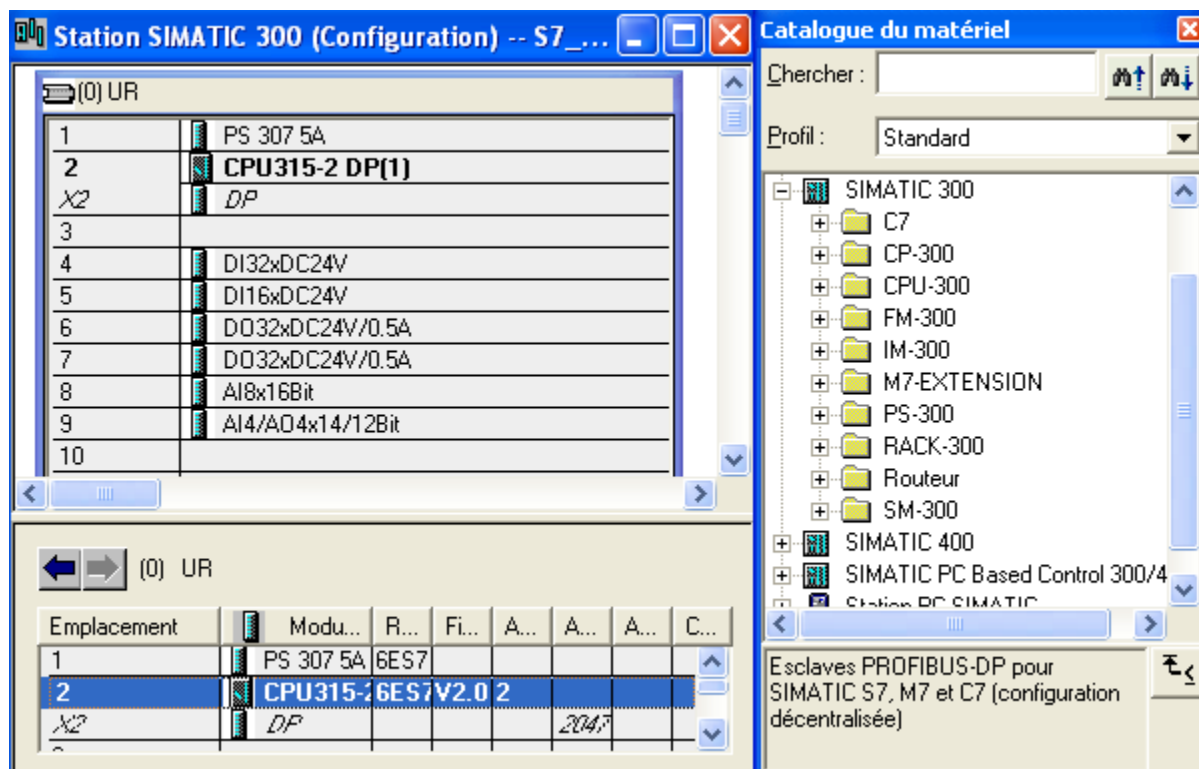 Station SIMATIC 300 (Configuration) -- S7_...
(0) UR
1 PS 307 5A
2 CPU315-2 DP(1)
X2 DP
3
4 DI32xDC24V
5 DI16xDC24V
6 DO32xDC24V/0.5A
7 DO32xDC24V/0.5A
8 AI8x16Bit
9 AI4/AO4x14/12Bit
10
(0) UR
Emplacement Modu... R... Fi... A... A... A... C...
1 PS 307 5A 6ES7
2 CPU315-2 6ES7 V2.0 2
X2 DP 2047
Catalogue du matériel
Chercher :
Profil : Standard
SIMATIC 300
C7
CP-300
CPU-300
FM-300
IM-300
M7-EXTENSION
PS-300
RACK-300
Routeur
SM-300
SIMATIC 400
SIMATIC PC Based Control 300/4
Station PC SIMATIC
Esclaves PROFIBUS-DP pour
SIMATIC S7, M7 et C7 (configuration
décentralisée)